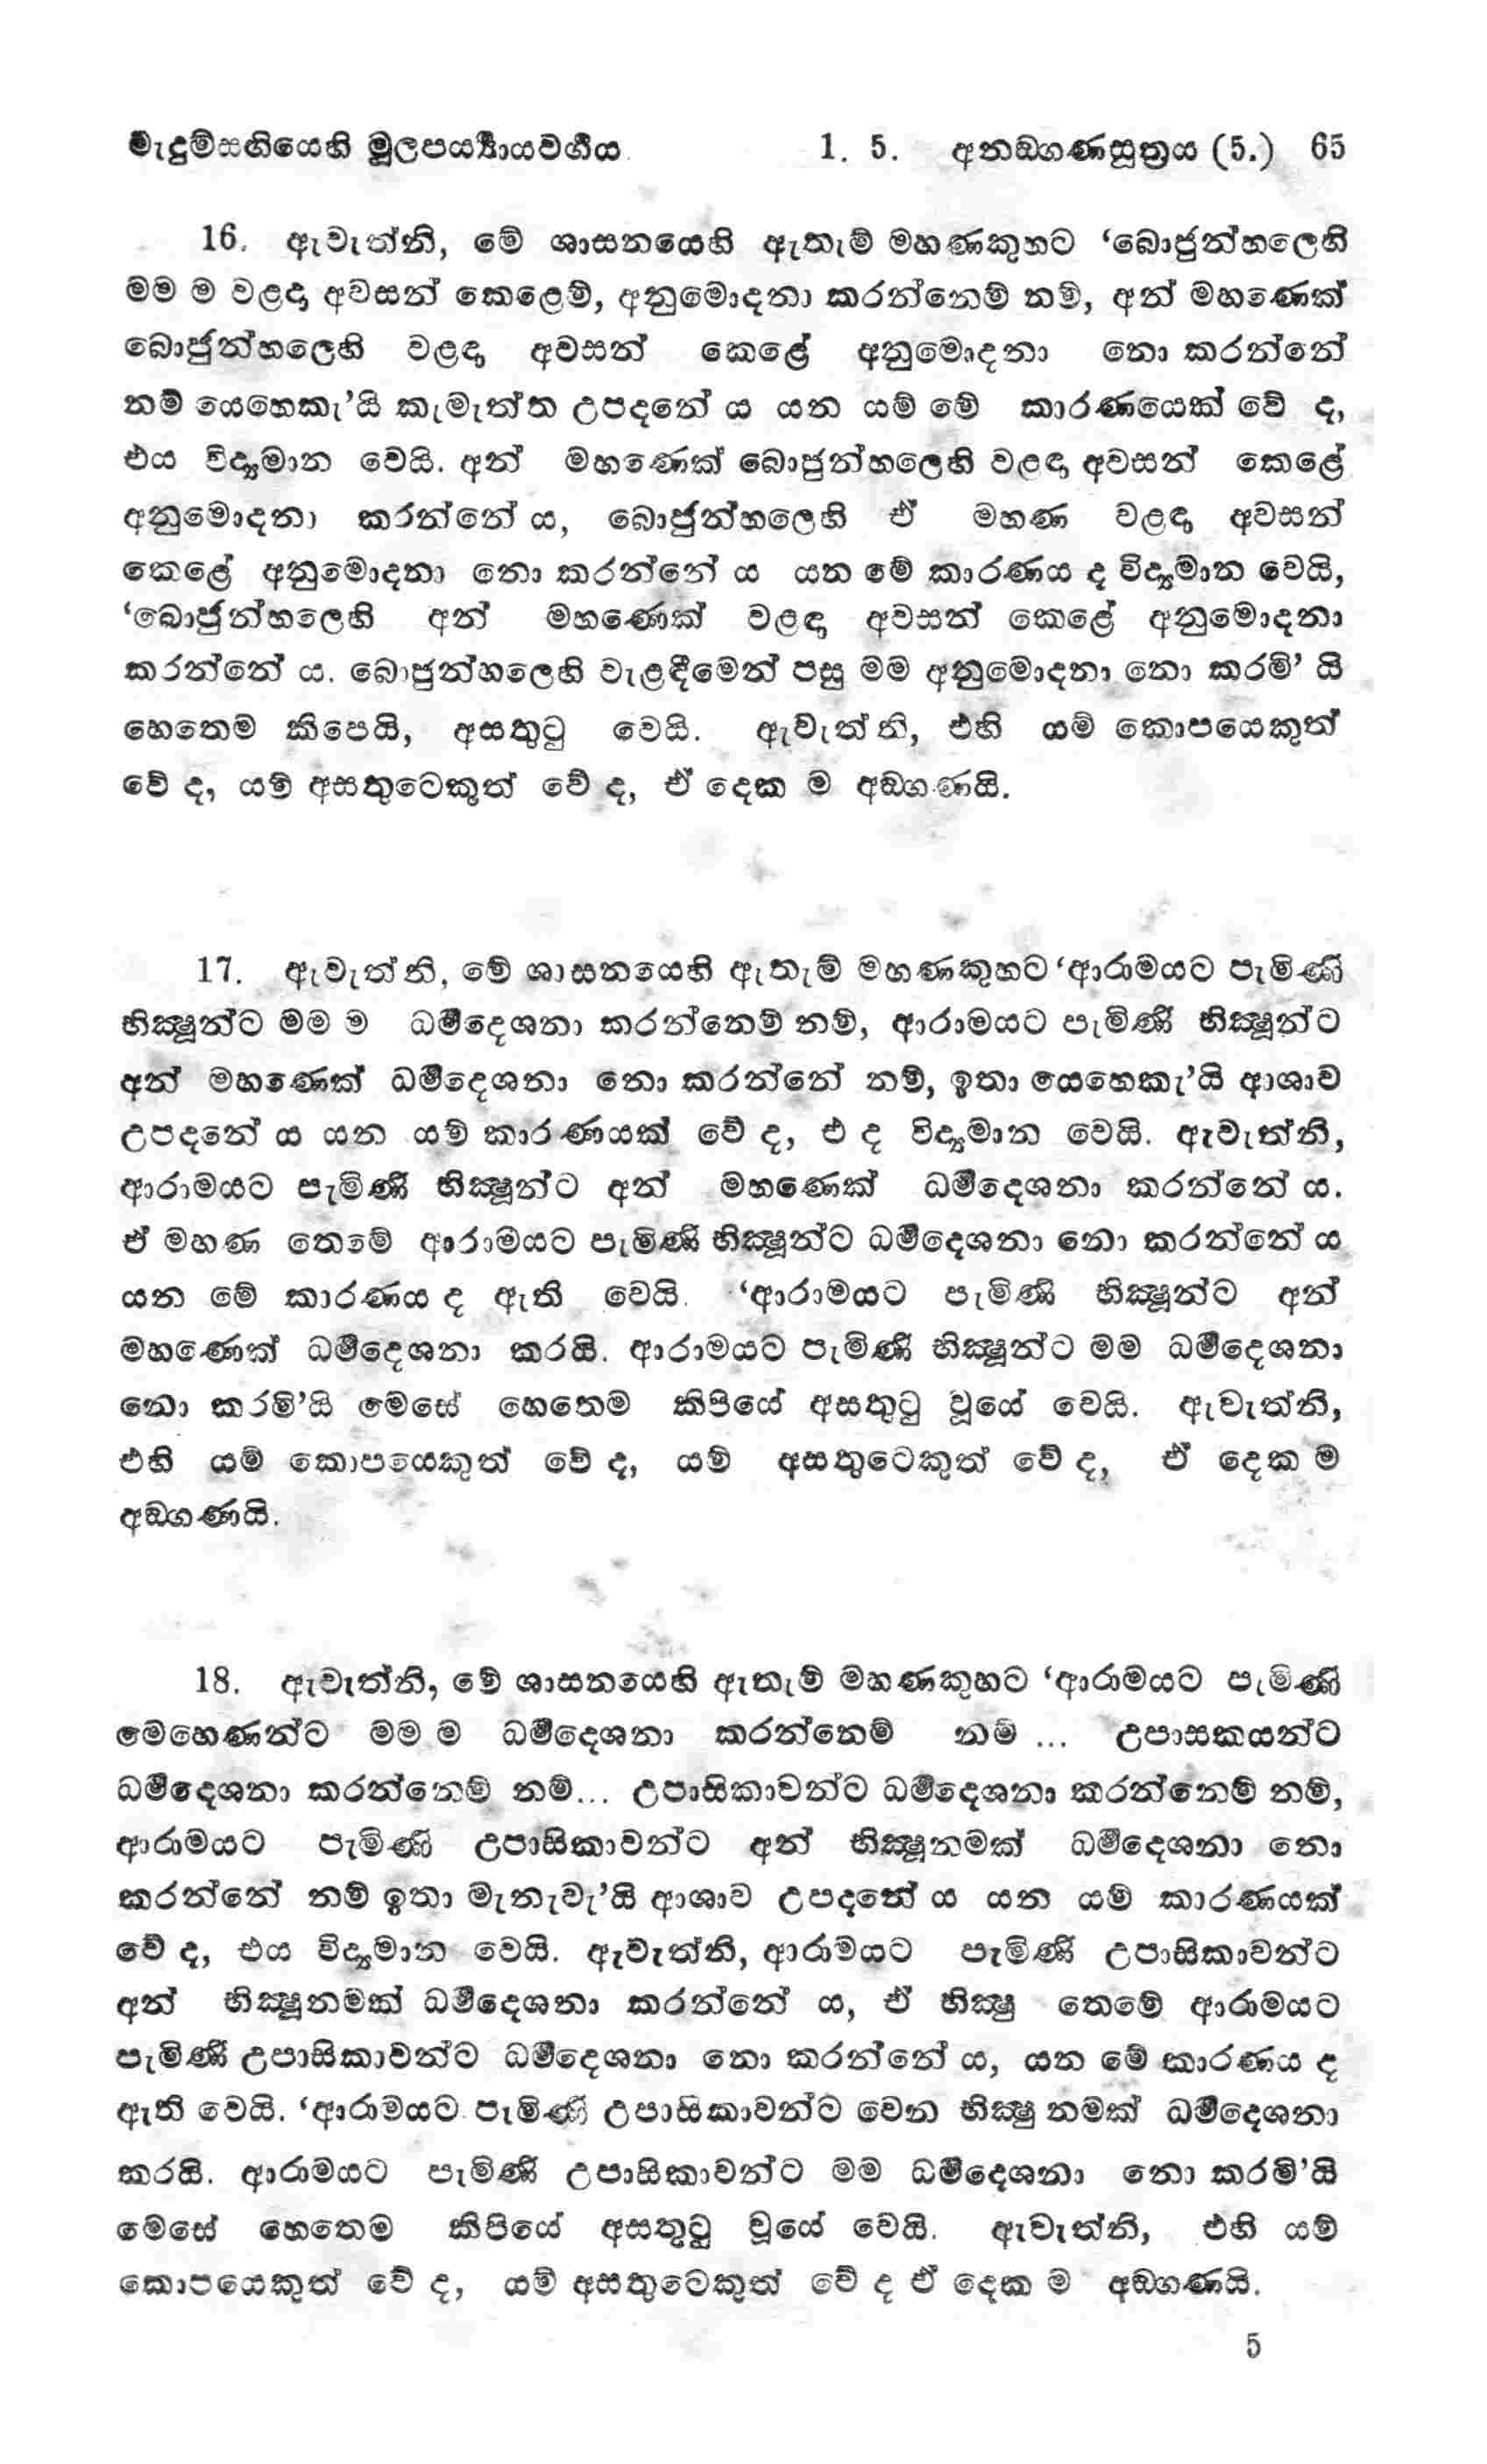 මැදුම්සඟියෙහි මූලපර්‍ය්‍යායවර්‍ගය 1. 5. අනඞ්ගණසූත්‍රය (5.) 65
16. ඇවැත්නි, මේ ශාසනයෙහි ඇතැම් මහණකුහට ‘බොජුන්හලෙහි
මම ම වළඳා අවසන් කෙළෙම්, අනුමොදනා කරන්නෙම් නම්, අන් මහණෙක්
බොජුන්හලෙහි වළඳා අවසන් කෙළේ අනුමොදනා නො කරන්නේ
නම් යෙහෙකැ’යි කැමැත්ත උපදනේ ය යන යම් මේ කාරණයෙක් වේ ද,
එය විද්‍යමාන වෙයි. අන් මහණෙක් බොජුන්හලෙහි වළඳා අවසන් කෙළේ
අනුමොදනා කරන්නේ ය, බොජුන්හලෙහි ඒ මහණ වළඳා අවසන්
කෙළේ අනුමොදනා නො කරන්නේ ය යන මේ කාරණය ද විද්‍යමාන වෙයි,
‘බොජුන්හලෙහි අන් මහණෙක් වළඳා අවසන් කෙළේ අනුමොදනා
කරන්නේ ය. බොජුන්හලෙහි වැළඳීමෙන් පසු මම අනුමොදනා නො කරමි’ යි
හෙතෙම කිපෙයි, අසතුටු වෙයි. ඇවැත්නි, එහි යම් කොපයෙකුත්
වේ ද, යම් අසතුටෙකුත් වේ ද, ඒ දෙක ම අඞ්ගණයි.
17. ඇවැත්නි, මේ ශාසනයෙහි ඇතැම් මහණකුහට ‘ආරාමයට පැමිණි
භික්‍ෂූන්ට මම ම ධර්‍මදෙශනා කරන්නෙම් නම්, ආරාමයට පැමිණි භික්‍ෂූන්ට
අන් මහණෙක් ධර්‍මදෙශනා නො කරන්නේ නම්, ඉතා යෙහෙකැ’යි ආශාව
උපදනේ ය යන යම් කාරණයක් වේ ද, එ ද විද්‍යමාන වෙයි. ඇවැත්නි,
ආරාමයට පැමිණි භික්‍ෂූන්ට අන් මහණෙක් ධර්‍මදෙශනා කරන්නේ ය.
ඒ මහණ තෙමේ ආරාමයට පැමිණි භික්‍ෂූන්ට ධර්‍මදෙශනා නො කරන්නේ ය
යන මේ කාරණය ද ඇති වෙයි. ‘ආරාමයට පැමිණි භික්‍ෂූන්ට අන්
මහණෙක් ධර්‍මදෙශනා කරයි. ආරාමයට පැමිණි භික්‍ෂූන්ට මම ධර්‍මදෙශනා
නො කරමි’යි මෙසේ හෙතෙම කිපියේ අසතුටු වූයේ වෙයි. ඇවැත්නි,
එහි යම් කොපයෙකුත් වේ ද, යම් අසතුටෙකුත් වේ ද, ඒ දෙක ම
අඞ්ගණයි.
18. ඇවැත්නි, මේ ශාසනයෙහි ඇතැම් මහණකුහට ‘ආරාමයට පැමිණි
මෙහෙණන්ට මම ම ධර්‍මදෙශනා කරන්නෙම් නම් ... උපාසකයන්ට
ධර්‍මදෙශනා කරන්නෙම් නම්... උපාසිකාවන්ට ධර්‍මදෙශනා කරන්නෙම් නම්,
ආරාමයට පැමිණි උපාසිකාවන්ට අන් භික්‍ෂූනමක් ධර්‍මදෙශනා නො
කරන්නේ නම් ඉතා මැනැවැ’යි ආශාව උපදනේ ය යන යම් කාරණයක්
වේ ද, එය විද්‍යමාන වෙයි. ඇවැත්නි, ආරාමයට පැමිණි උපාසිකාවන්ට
අන් භික්‍ෂූනමක් ධර්‍මදෙශනා කරන්නේ ය, ඒ භික්‍ෂු තෙමේ ආරාමයට
පැමිණි උපාසිකාවන්ට ධර්‍මදෙශනා නො කරන්නේ ය, යන මේ කාරණය ද
ඇති වෙයි. ‘ආරාමයට පැමිණි උපාසිකාවන්ට වෙන භික්‍ෂු නමක් ධර්‍මදෙශනා
කරයි. ආරාමයට පැමිණි උපාසිකාවන්ට මම ධර්‍මදෙශනා නො කරමි’යි
මෙසේ හෙතෙම කිපියේ අසතුටු වූයේ වෙයි. ඇවැත්නි, එහි යම්
කොපයෙකුත් වේ ද, යම් අසතුටෙකුත් වේ ද ඒ දෙක ම අඞ්ගණයි.
5